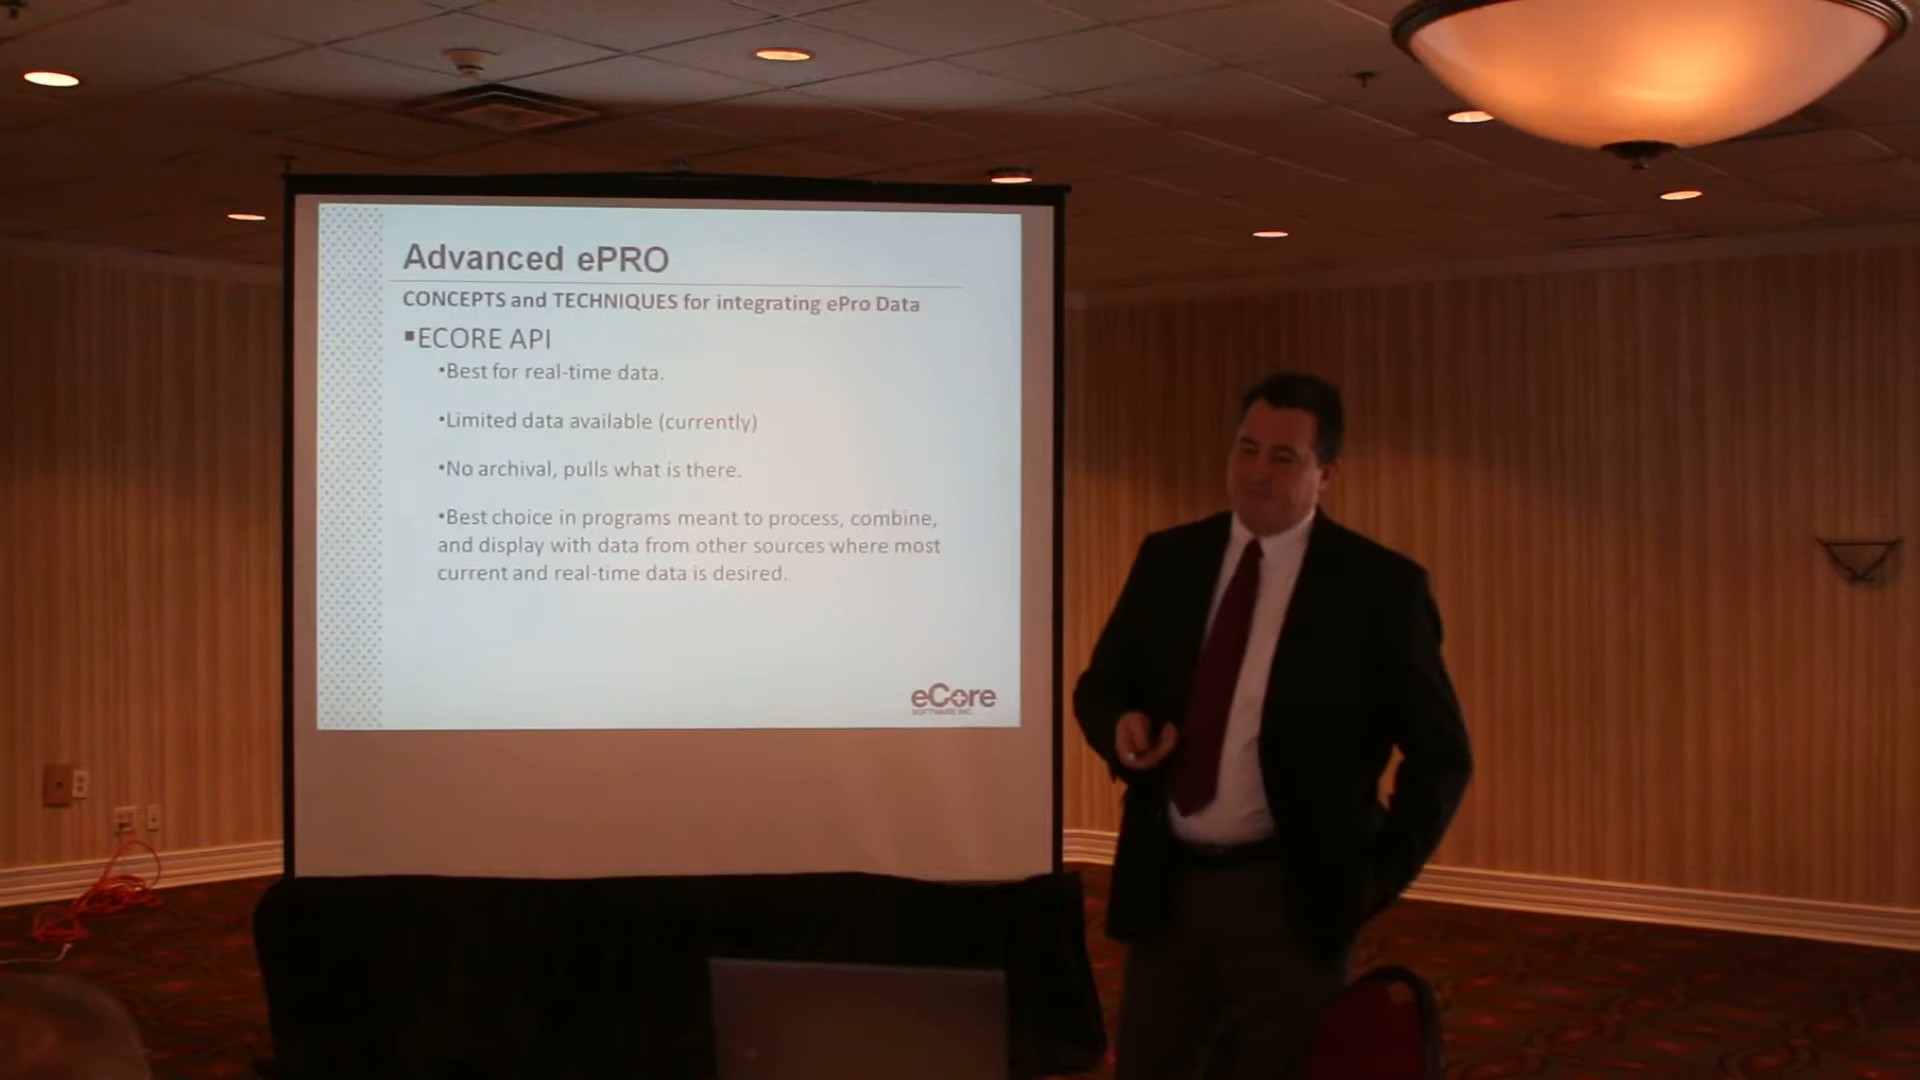 Advanced ePRO
CONCEPTS and TECHNIQUES for integrating ePro Data
▪ECORE API
•Best for real-time data.
•Limited data available (currently)
•No archival, pulls what is there.
•Best choice in programs meant to process, combine,
and display with data from other sources where most
current and real-time data is desired.
eCore
SOFTWARE INC.